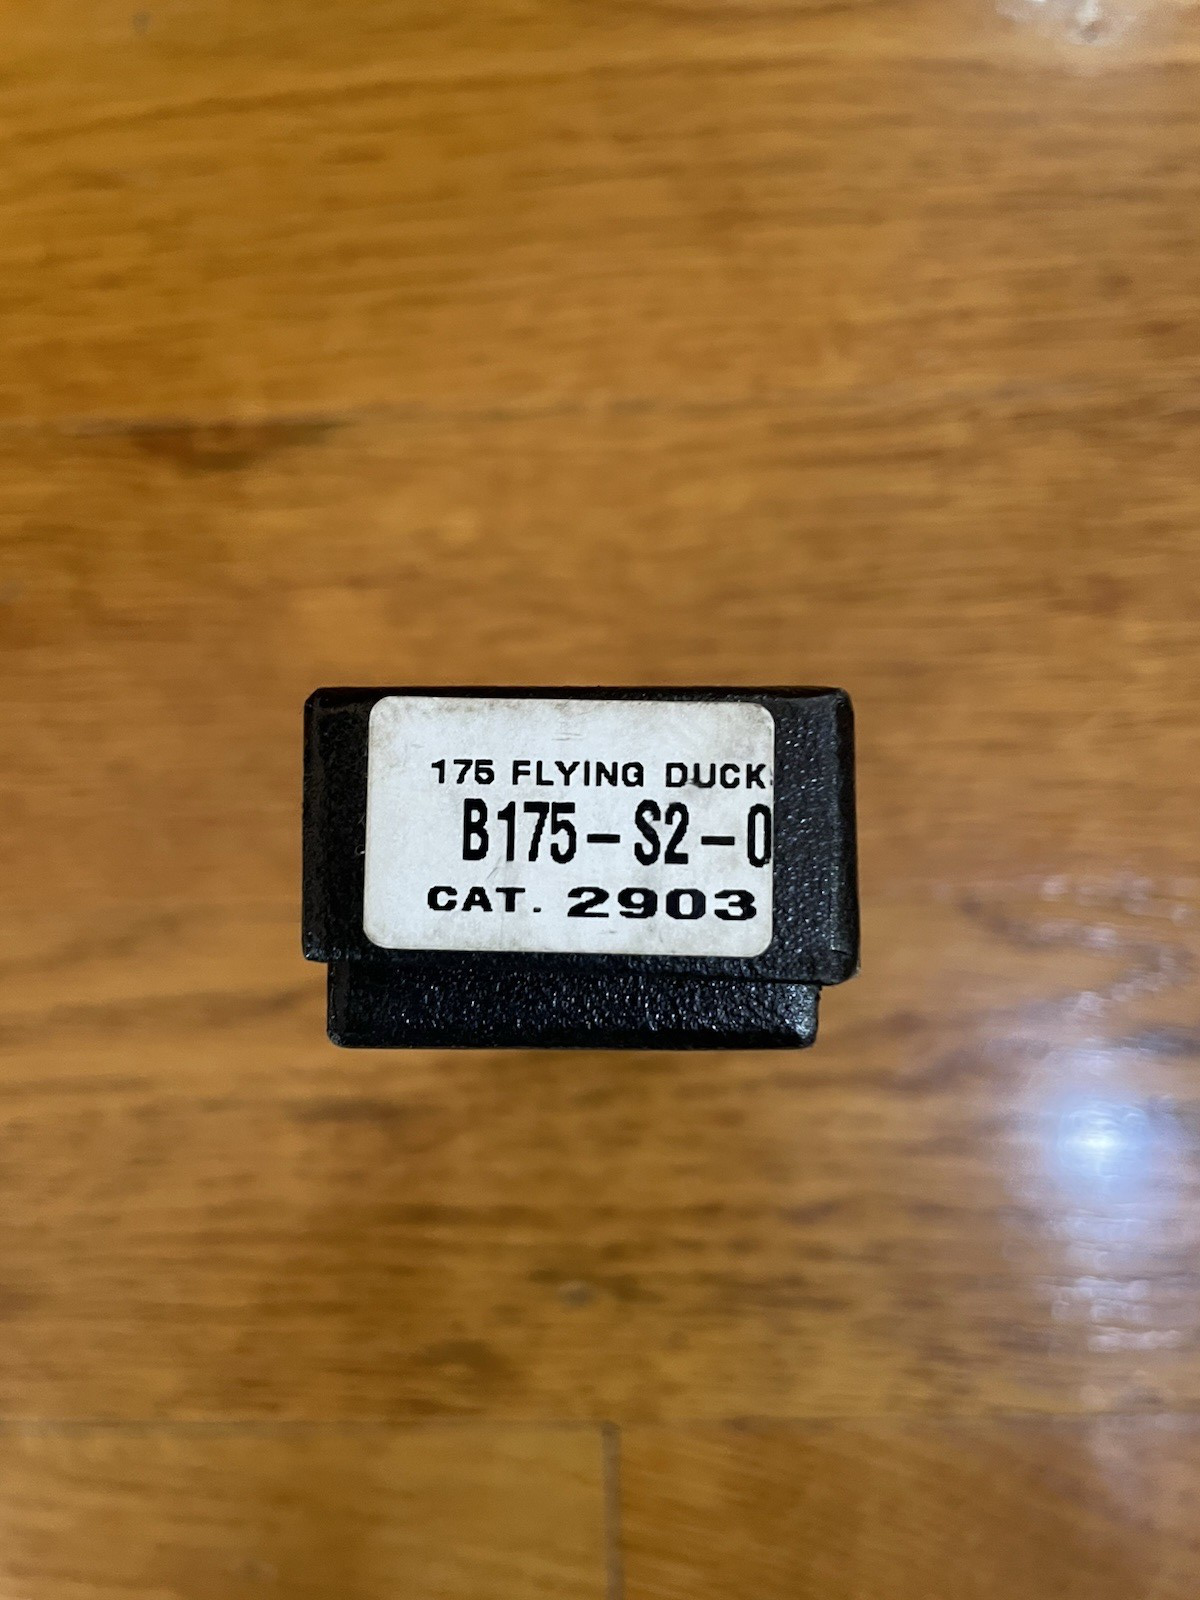 175 FLYING DUCK
B175-S2-0
CAT. 2903